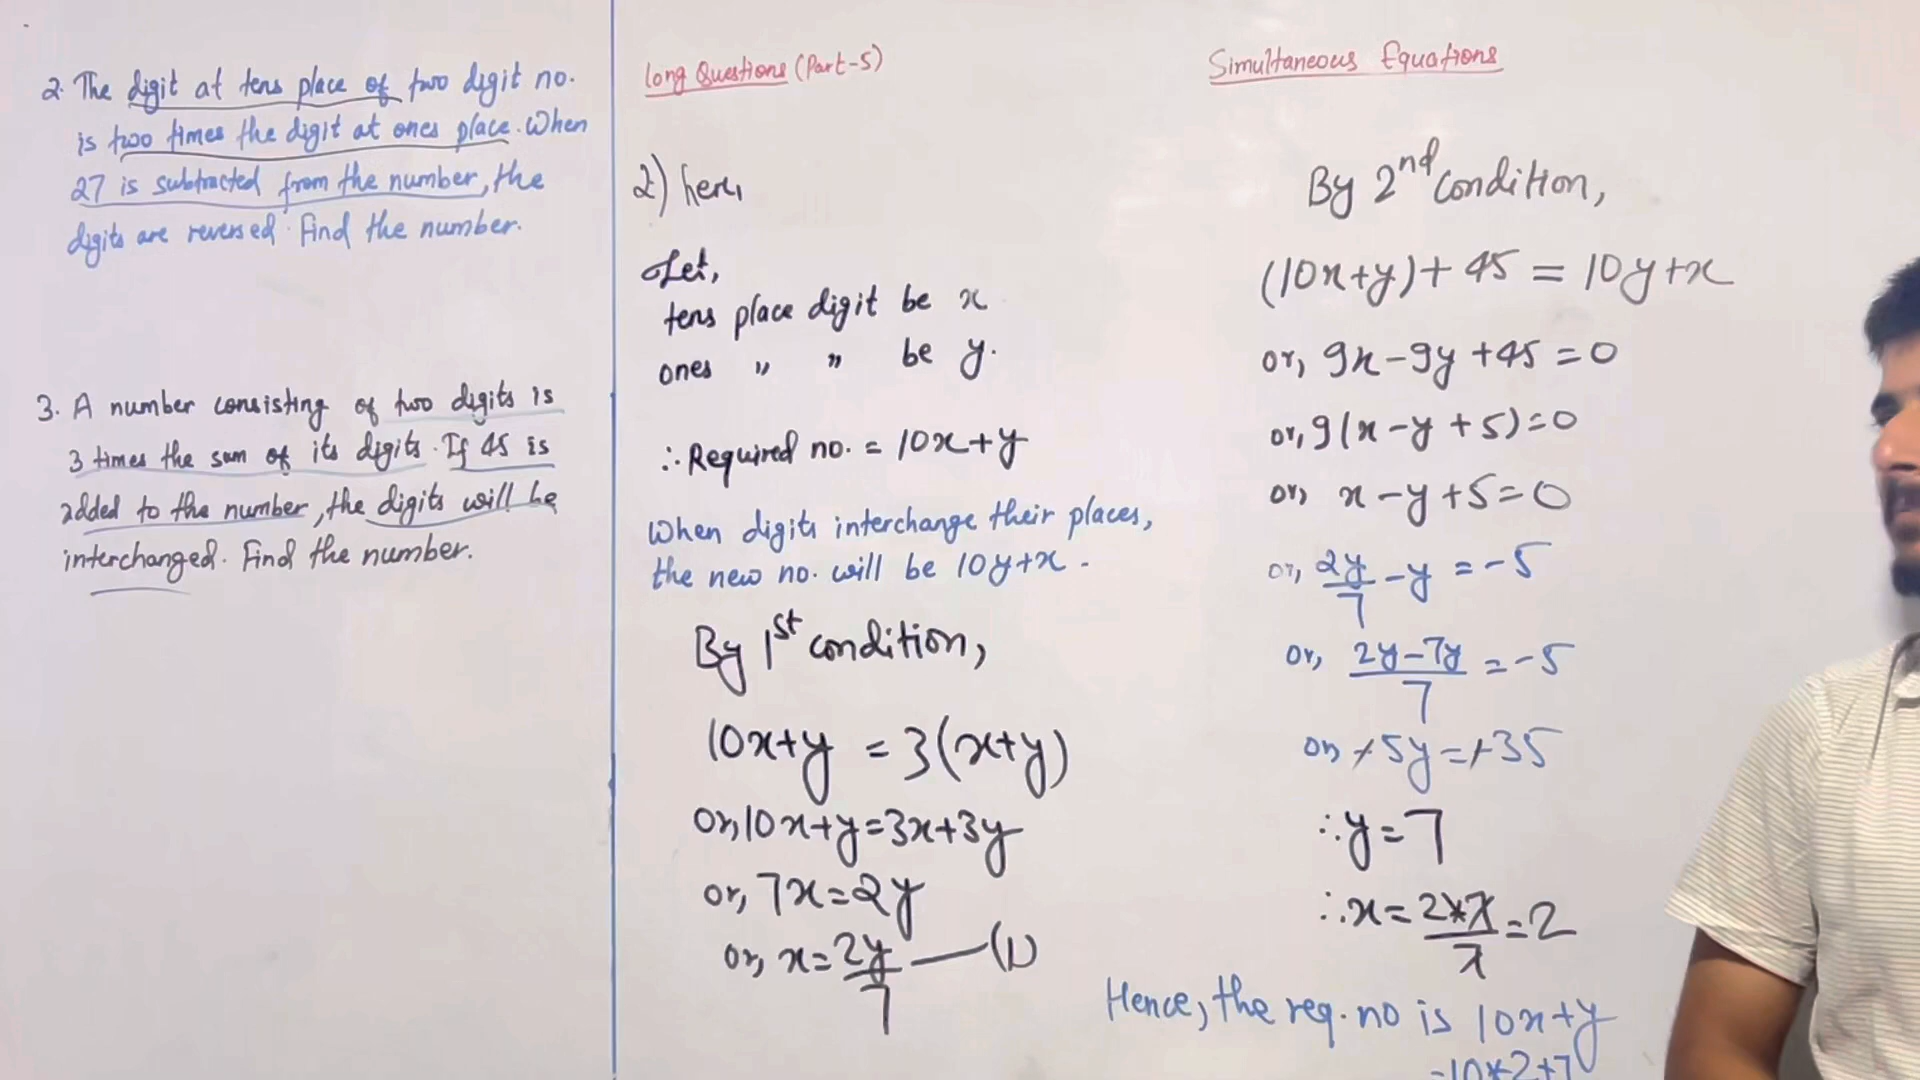 2. The digit at tens place of two digit no.
is two times the digit at ones place. When
27 is subtracted from the number, the
digits are reversed. Find the number.
3. A number consisting of two digits is
3 times the sum of its digits. If 45 is
added to the number, the digits will be
interchanged. Find the number.
Long Questions (Part-5)
2) here,
Let,
tens place digit be x
ones " " be y.
∴ Required no. = 10x+y
When digits interchange their places,
the new no. will be 10y+x.
By 1st condition,
10x+y = 3(x+y)
or, 10x+y=3x+3y
or, 7x=2y
or, x=2y/7 —(1)
Simultaneous Equations
By 2nd condition,
(10x+y)+45 = 10y+x
or, 9x-9y+45=0
or, 9(x-y+5)=0
or, x-y+5=0
or, 2y/7 -y = -5
or, (2y-7y)/7 = -5
or, -5y=-35
∴ y=7
∴ x= 2*7/7 =2
Hence, the req. no is 10x+y
=10*2+7